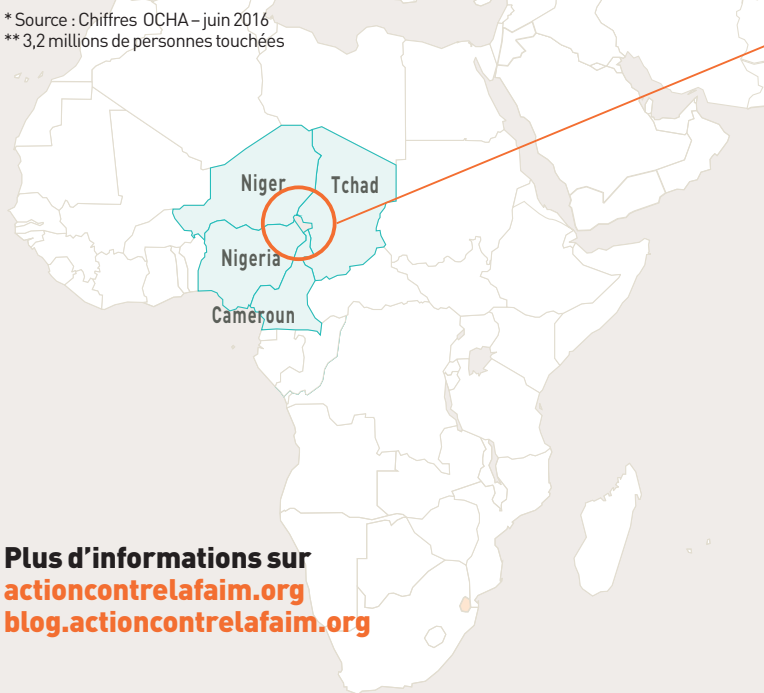 * Source : Chiffres OCHA – juin 2016
** 3,2 millions de personnes touchées
Niger
Tchad
Nigeria
Cameroun
Plus d’informations sur
actioncontrelafaim.org
blog.actioncontrelafaim.org